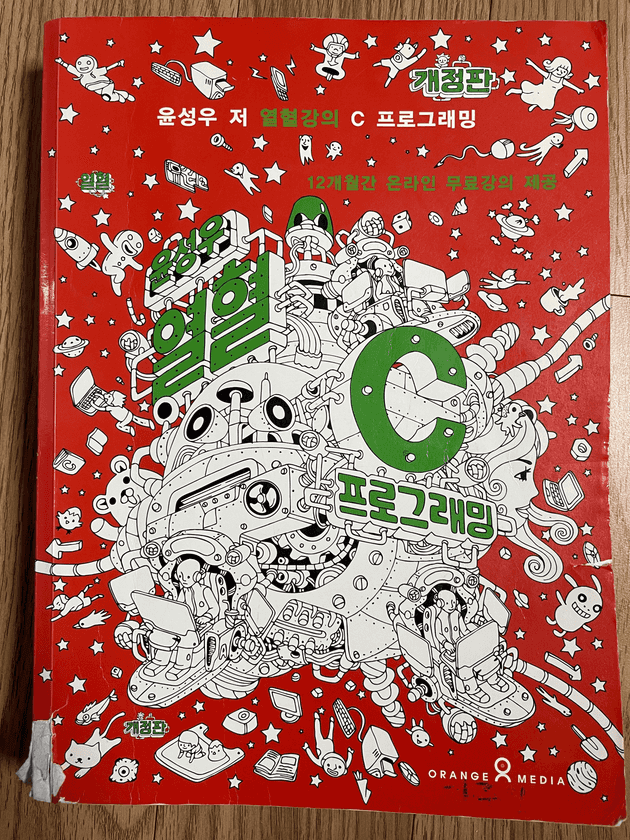 개정판
윤성우 저 열혈강의 C 프로그래밍
열혈
12개월간 온라인 무료강의 제공
윤성우
열혈
C
프로그래밍
개정판
ORANGE MEDIA